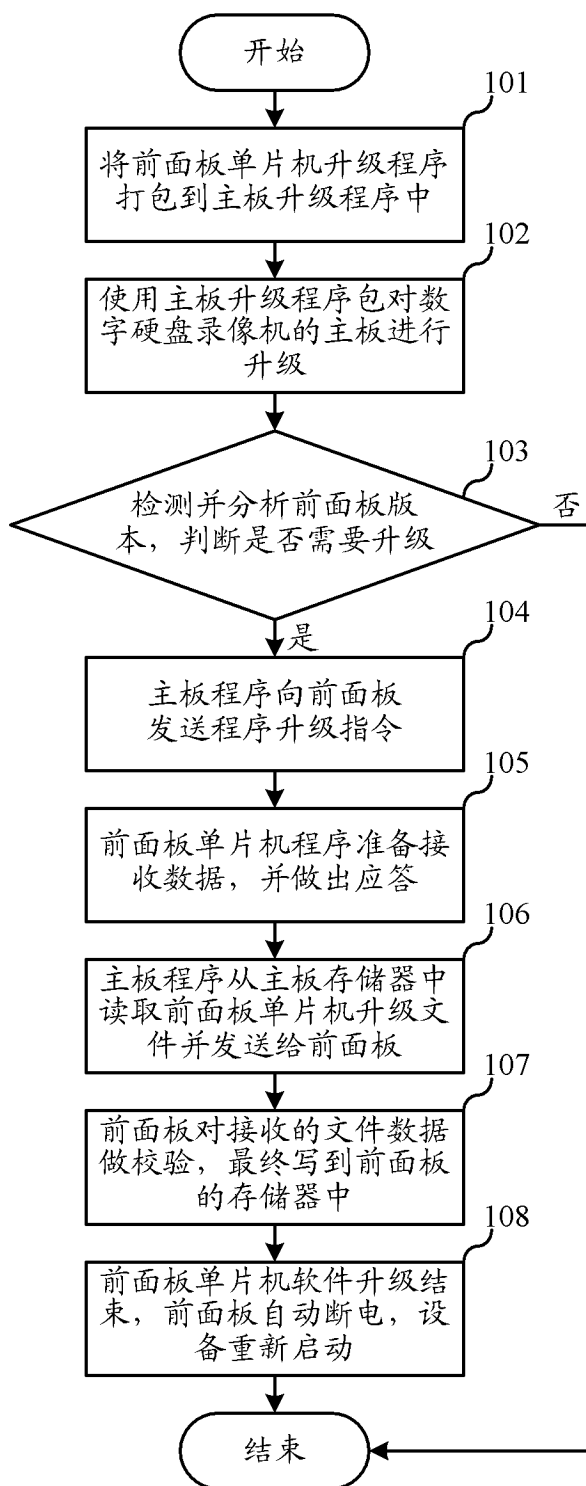 开始
101
将前面板单片机升级程序
打包到主板升级程序中
102
使用主板升级程序包对数
字硬盘录像机的主板进行
升级
103
检测并分析前面板版
本，判断是否需要升级
否
是
104
主板程序向前面板
发送程序升级指令
105
前面板单片机程序准备接
收数据，并做出应答
106
主板程序从主板存储器中
读取前面板单片机升级文
件并发送给前面板
107
前面板对接收的文件数据
做校验，最终写到前面板
的存储器中
108
前面板单片机软件升级结
束，前面板自动断电，设
备重新启动
结束